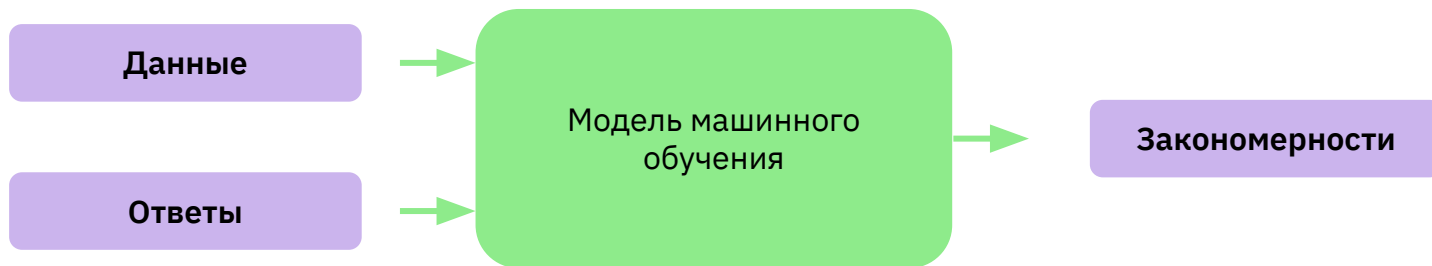 Данные
Ответы
Модель машинного
обучения
Закономерности